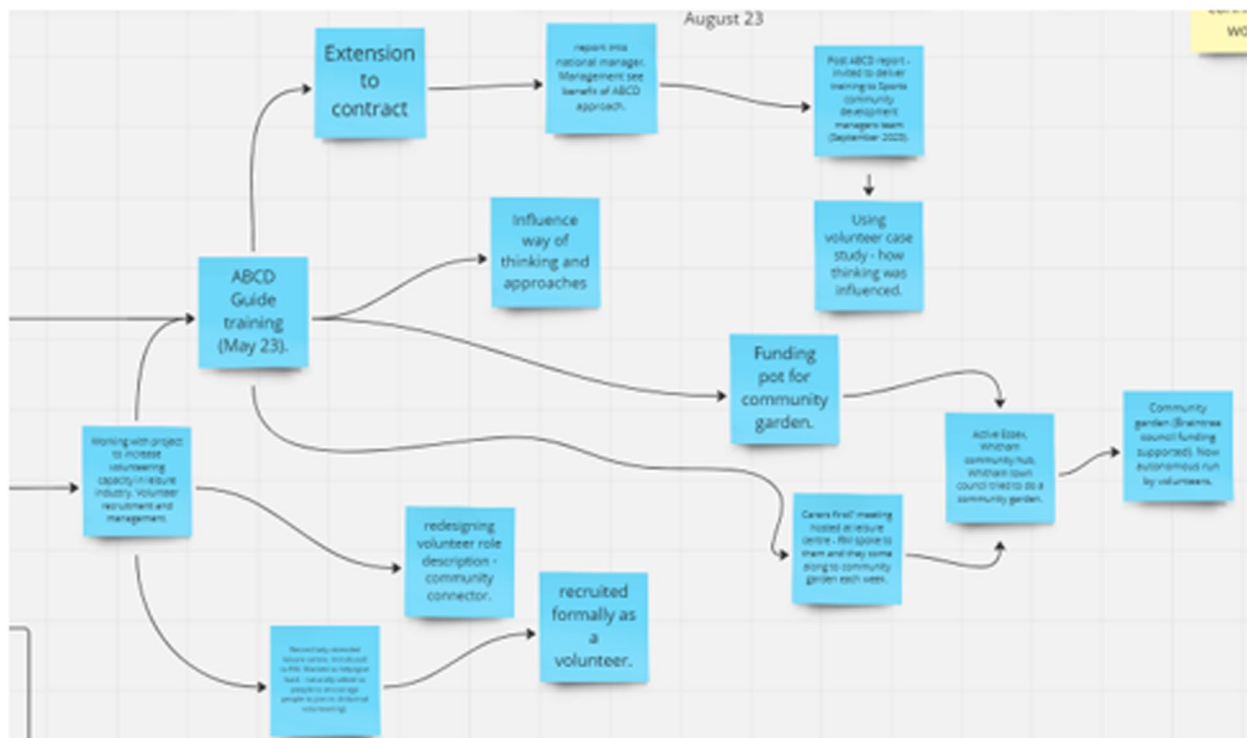 August 23
Extension
to
contract
report into
national manager.
Management see
benefit of ABCD
approach.
Post ABCD report -
invited to deliver
training to Sports
community
development
managers team
(September 2023).
Using
volunteer case
study - how
thinking was
influenced.
Influence
way of
thinking and
approaches
ABCD
Guide
training
(May 23).
Funding
pot for
community
garden.
Community
garden (Braintree
council funding
supported). Now
autonomous run
by volunteers.
Active Essex,
Witham
community hub,
Witham town
council tried to do a
community garden.
Working with project
to increase
volunteering
capacity in leisure
industry. Volunteer
recruitment and
management.
Carers First? meeting
hosted at leisure
centre - RW spoke to
them and they come
along to community
garden each week.
redesigning
volunteer role
description -
community
connector.
recruited
formally as
a
volunteer.
people to encourage